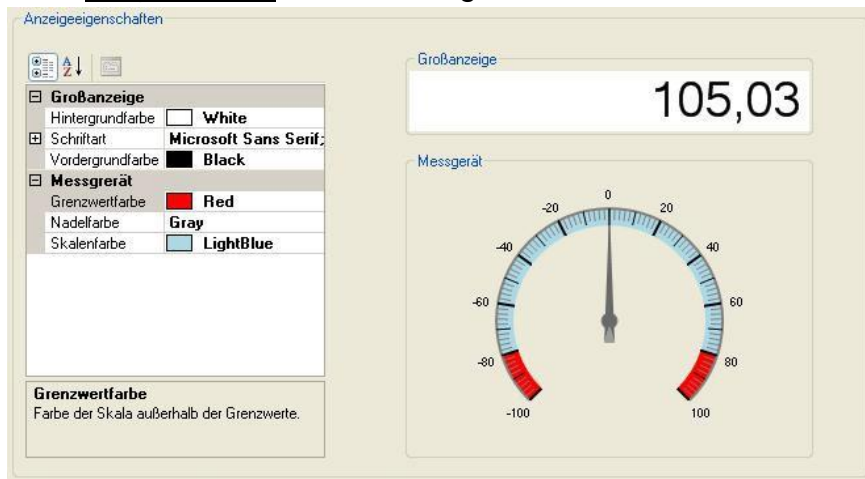 Anzeigeeigenschaften
Großanzeige
Hintergrundfarbe White
Schriftart Microsoft Sans Serif;
Vordergrundfarbe Black
Messgrerät
Grenzwertfarbe Red
Nadelfarbe Gray
Skalenfarbe LightBlue
Grenzwertfarbe
Farbe der Skala außerhalb der Grenzwerte.
Großanzeige
105,03
Messgerät
0
-20 20
-40 40
-60 60
-80 80
-100 100